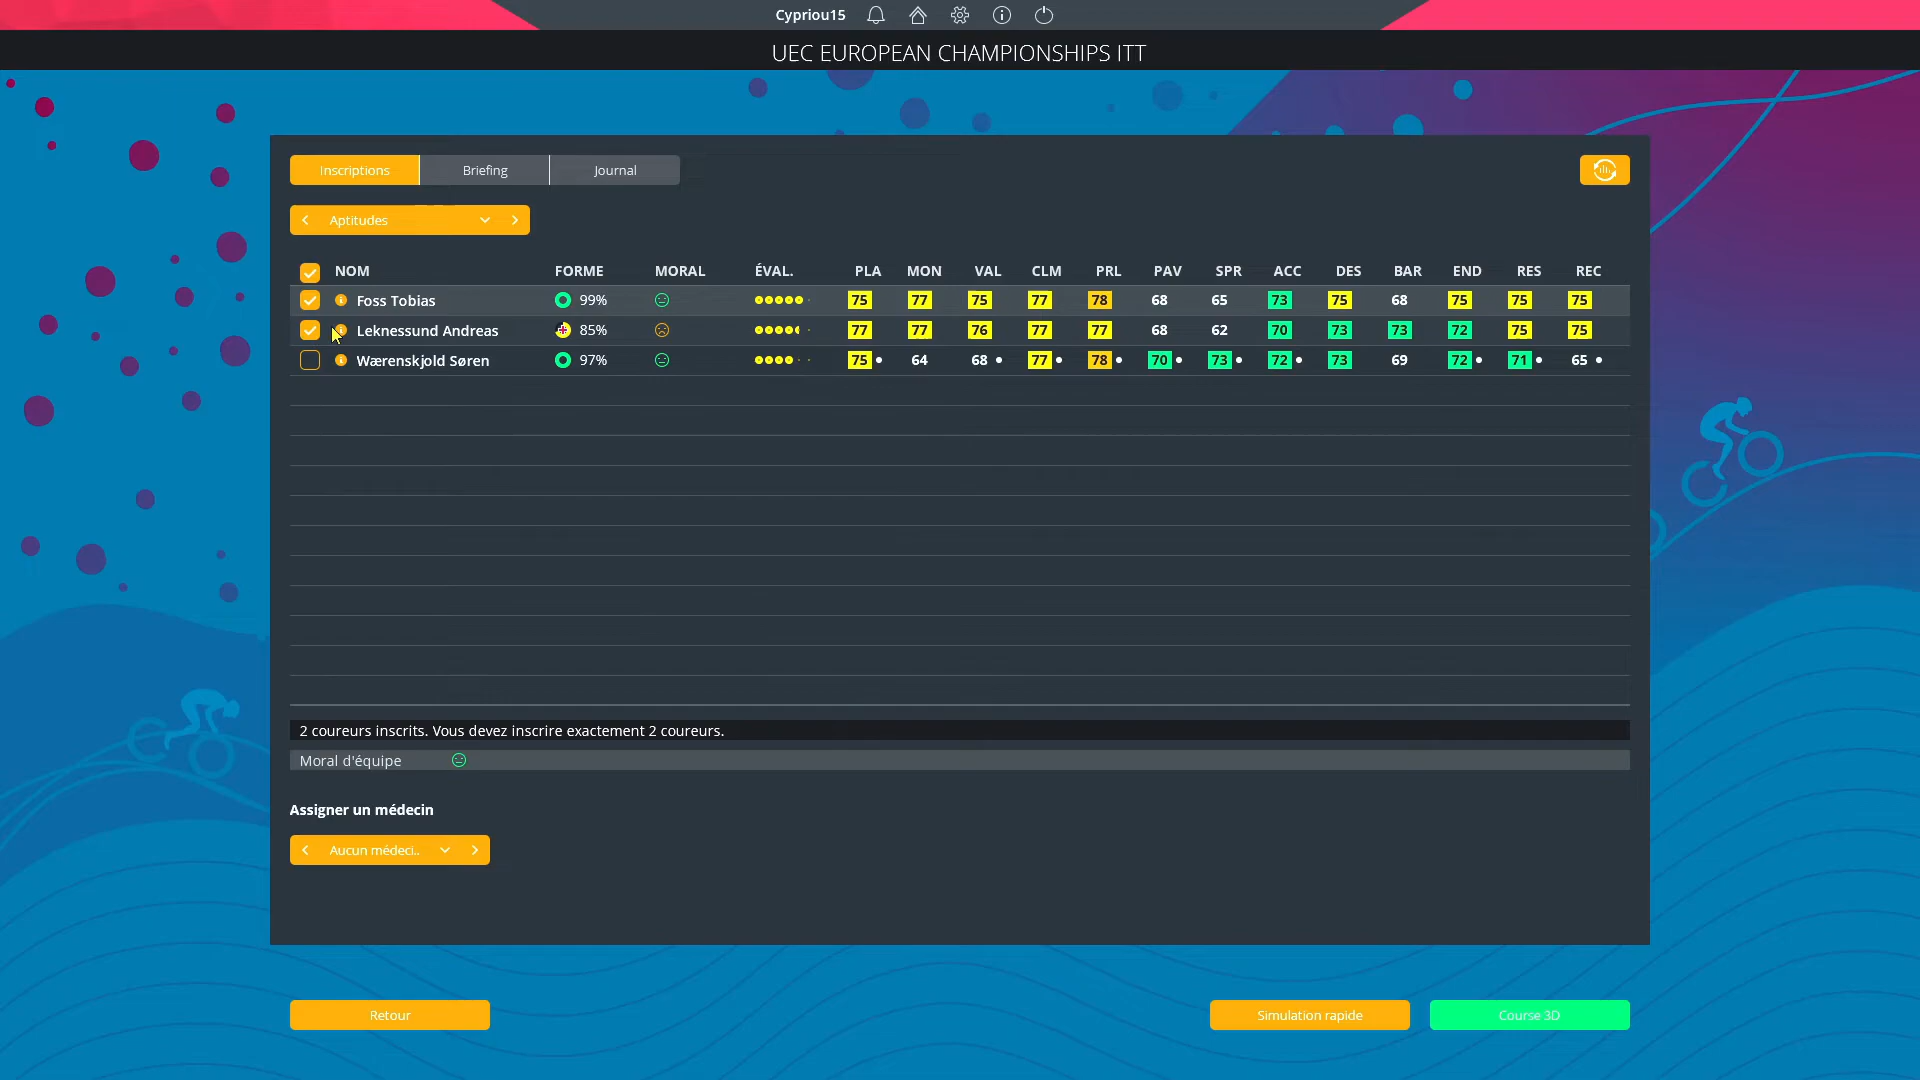 Cypriou15
UEC EUROPEAN CHAMPIONSHIPS ITT
Inscriptions Briefing Journal
Aptitudes
NOM FORME MORAL ÉVAL. PLA MON VAL CLM PRL PAV SPR ACC DES BAR END RES REC
Foss Tobias 99% 75 77 75 77 78 68 65 73 75 68 75 75 75
Leknessund Andreas 85% 77 77 76 77 77 68 62 70 73 73 72 75 75
Wærenskjold Søren 97% 75 64 68 77 78 70 73 72 73 69 72 71 65
2 coureurs inscrits. Vous devez inscrire exactement 2 coureurs.
Moral d'équipe
Assigner un médecin
Aucun médeci..
Retour Simulation rapide Course 3D